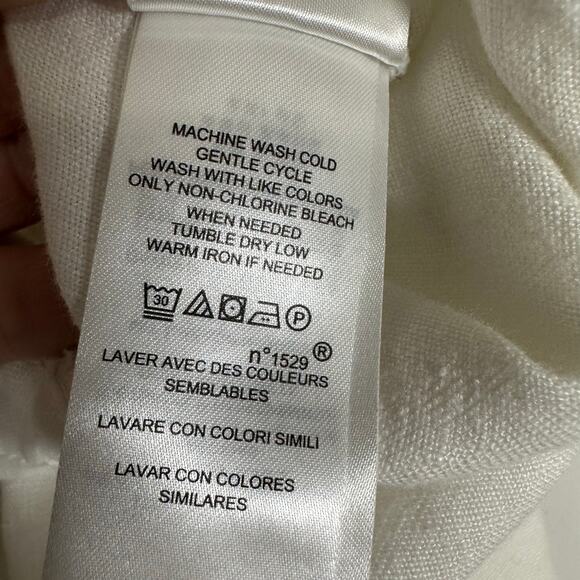 MACHINE WASH COLD
GENTLE CYCLE
WASH WITH LIKE COLORS
ONLY NON-CHLORINE BLEACH
WHEN NEEDED
TUMBLE DRY LOW
WARM IRON IF NEEDED
30 P
n°1529 ®
LAVER AVEC DES COULEURS
SEMBLABLES
LAVARE CON COLORI SIMILI
LAVAR CON COLORES
SIMILARES